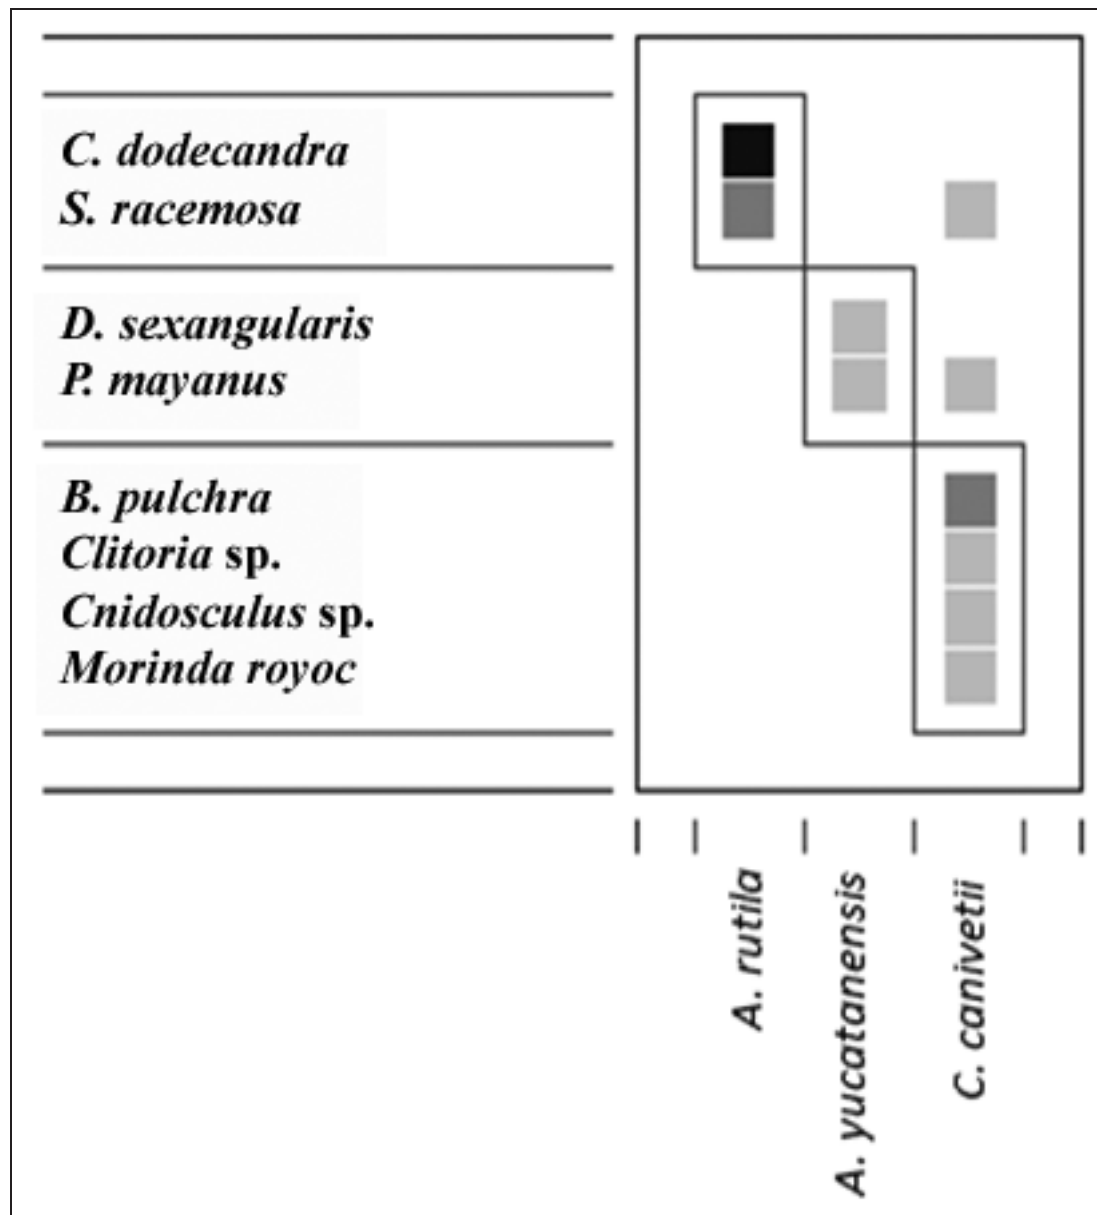 C. dodecandra
S. racemosa
D. sexangularis
P. mayanus
B. pulchra
Clitoria sp.
Cnidosculus sp.
Morinda royoc
A. rutila
A. yucatanensis
C. canivetii